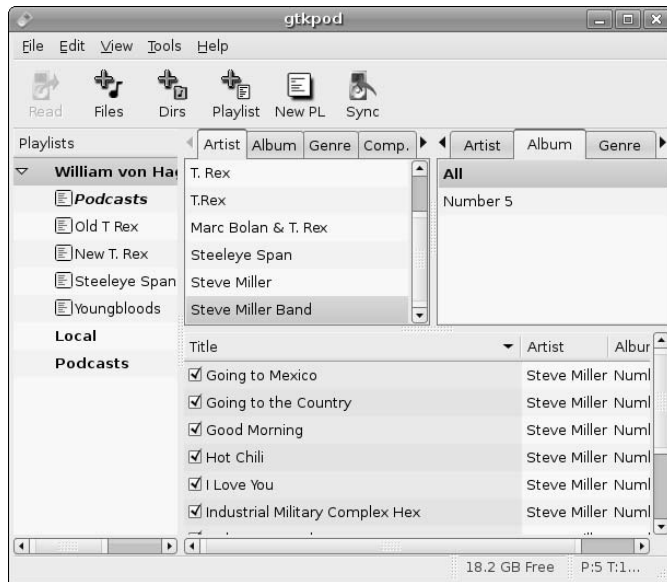 gtkpod
File Edit View Tools Help
Read Files Dirs Playlist New PL Sync
Playlists
William von Ha
Podcasts
Old T Rex
New T. Rex
Steeleye Span
Youngbloods
Local
Podcasts
Artist Album Genre Comp.
T. Rex
T.Rex
Marc Bolan & T. Rex
Steeleye Span
Steve Miller
Steve Miller Band
Artist Album Genre
All
Number 5
Title Artist Albur
Going to Mexico Steve Miller Numl
Going to the Country Steve Miller Numl
Good Morning Steve Miller Numl
Hot Chili Steve Miller Numl
I Love You Steve Miller Numl
Industrial Military Complex Hex Steve Miller Numl
18.2 GB Free P:5 T:1...